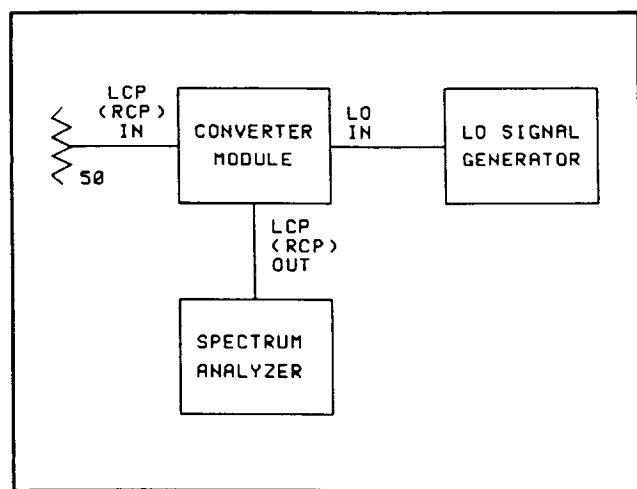 LCP
(RCP)
IN
50
CONVERTER
MODULE
LO
IN
LO SIGNAL
GENERATOR
LCP
(RCP)
OUT
SPECTRUM
ANALYZER